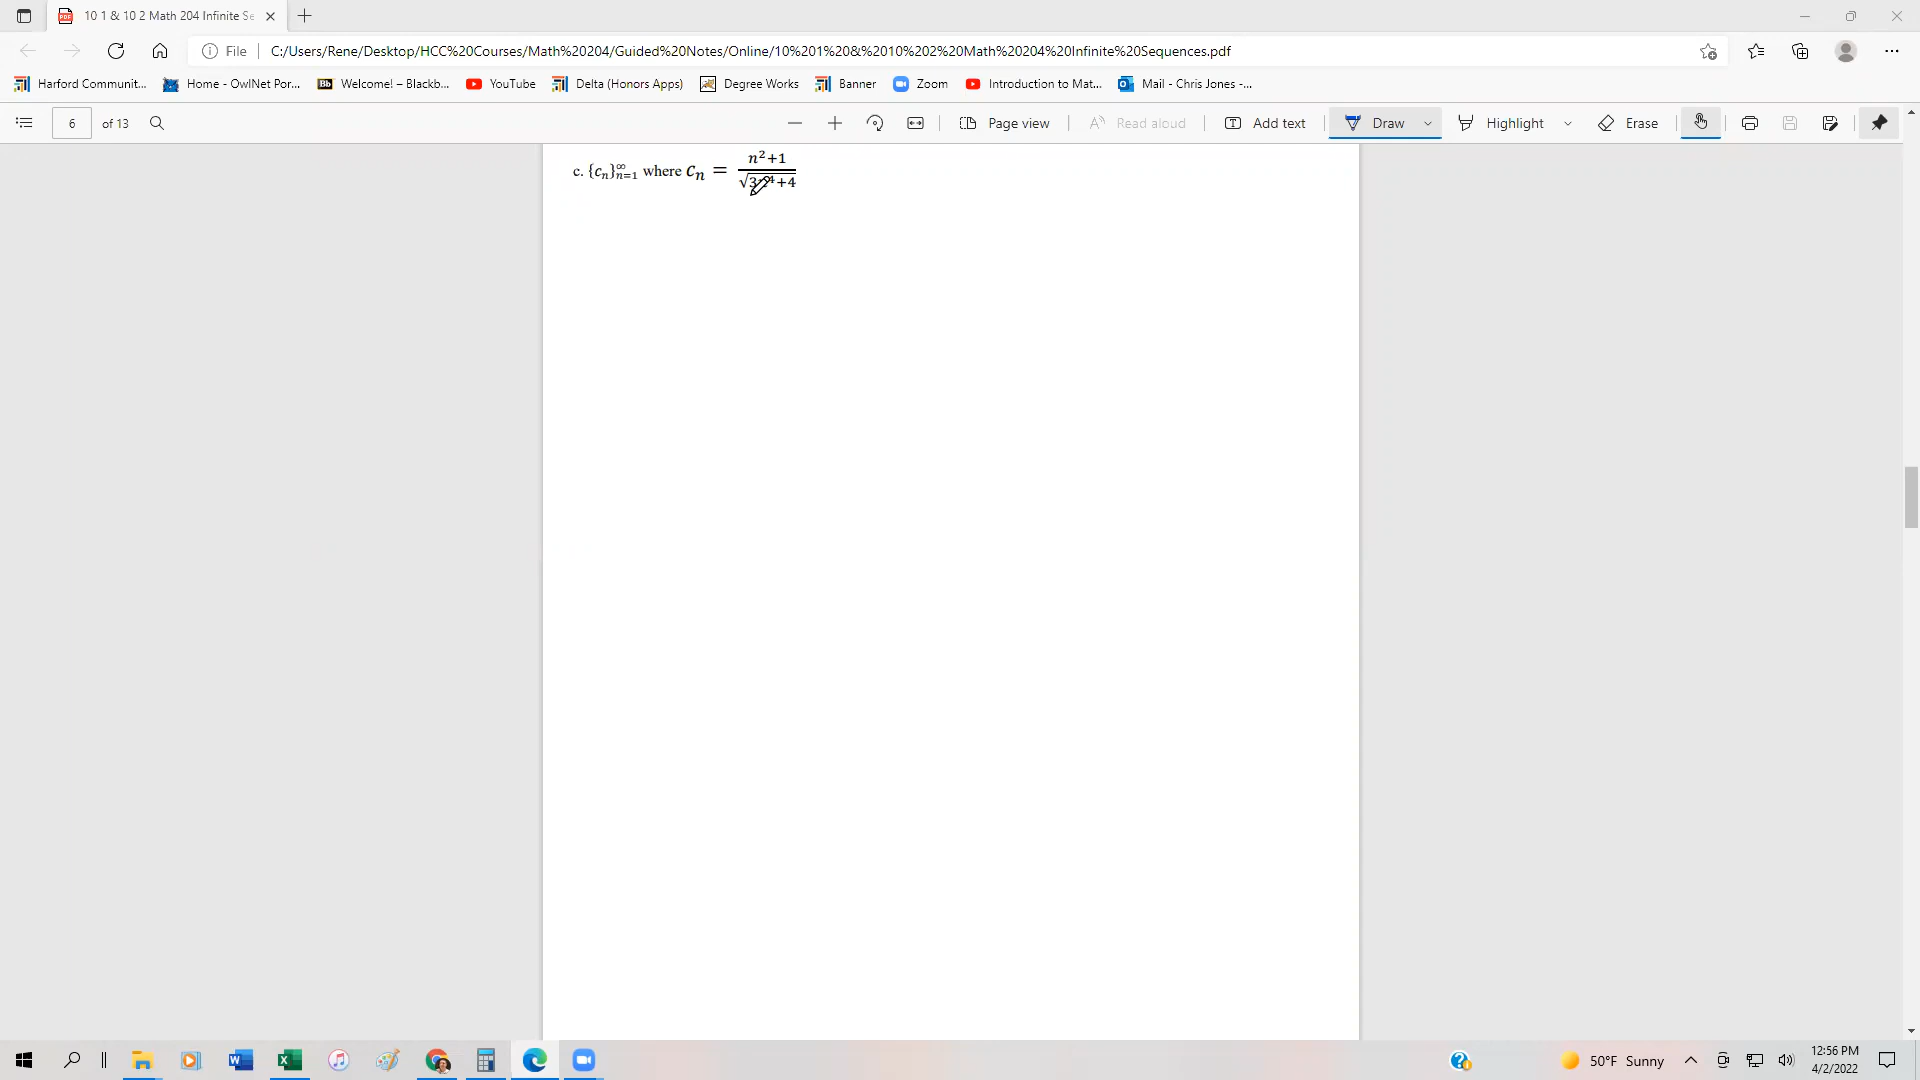 10 1 & 10 2 Math 204 Infinite Se
File C:/Users/Rene/Desktop/HCC%20Courses/Math%20204/Guided%20Notes/Online/10%201%20&%2010%202%20Math%20204%20Infinite%20Sequences.pdf
Harford Communit... Home - OwlNet Por... Bb Welcome! – Blackb... YouTube Delta (Honors Apps) Degree Works Banner Zoom Introduction to Mat... Mail - Chris Jones -...
6 of 13 Page view Read aloud Add text Draw Highlight Erase
c. {cₙ}ₙ₌₁^∞ where cₙ = (n²+1)/√(3 ⁴+4)
50°F Sunny 12:56 PM
4/2/2022